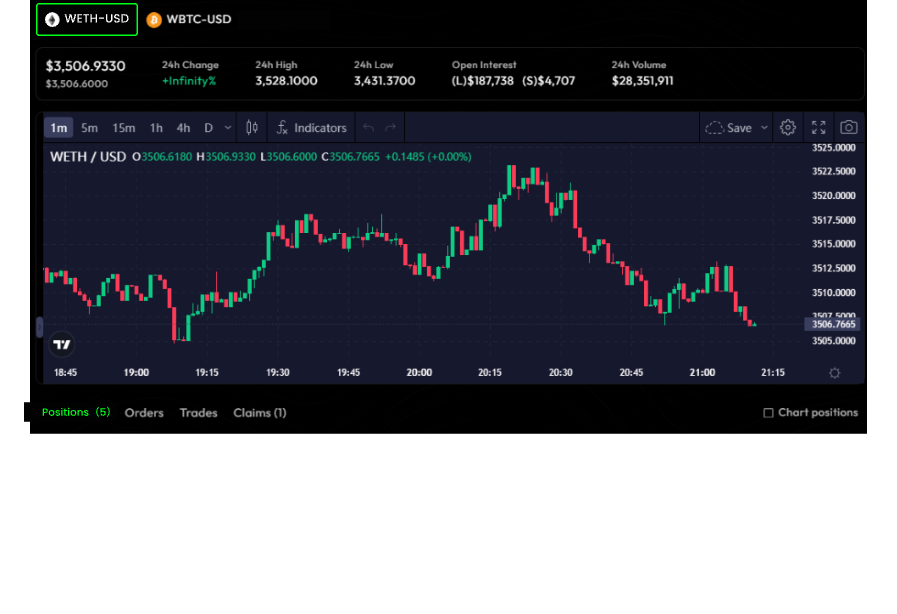 WETH-USD WBTC-USD
$3,506.9330 24h Change 24h High 24h Low Open Interest 24h Volume
$3,506.6000 +Infinity% 3,528.1000 3,431.3700 (L)$187,738 (S)$4,707 $28,351,911
1m 5m 15m 1h 4h D Indicators Save
WETH / USD O3506.6180 H3506.9330 L3506.6000 C3506.7665 +0.1485 (+0.00%)
3525.0000
3522.5000
3520.0000
3517.5000
3515.0000
3512.5000
3510.0000
3507.5000
3506.7665
3505.0000
18:45 19:00 19:15 19:30 19:45 20:00 20:15 20:30 20:45 21:00 21:15
Positions (5) Orders Trades Claims (1) Chart positions